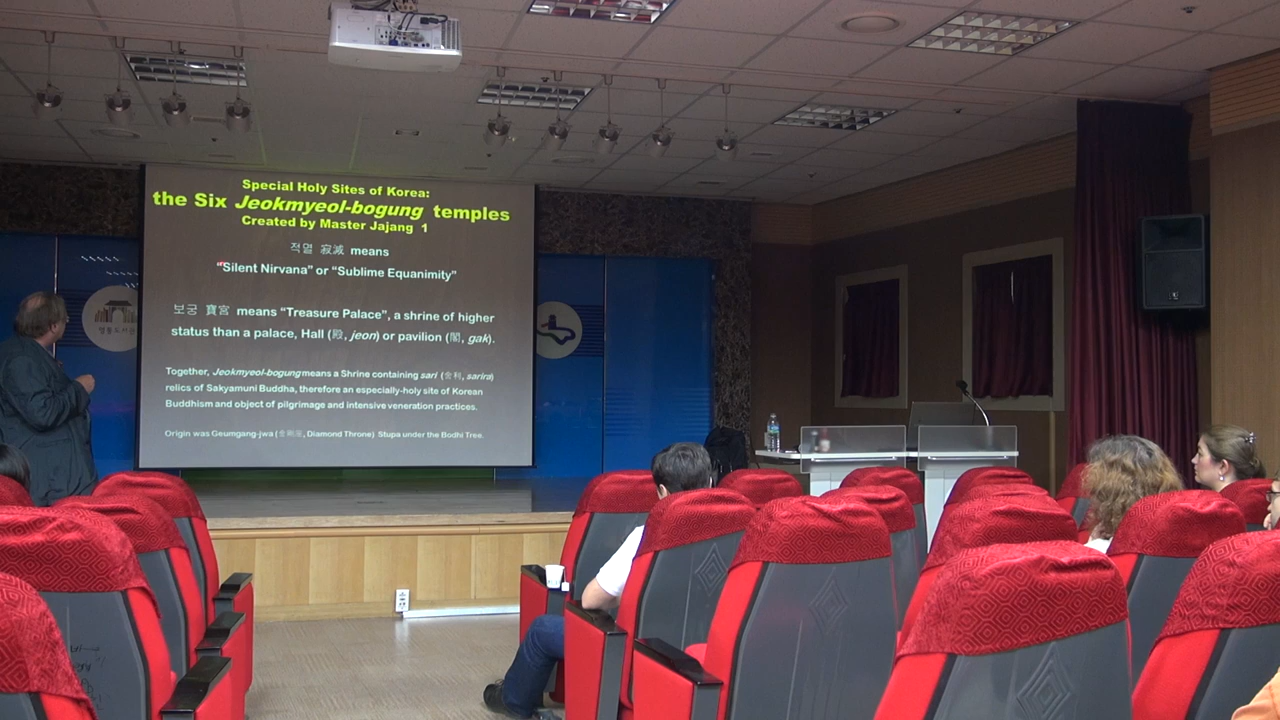 Special Holy Sites of Korea:
the Six Jeokmyeol-bogung temples
Created by Master Jajang 1
적멸 寂滅 means
“Silent Nirvana” or “Sublime Equanimity”
보궁 寶宮 means “Treasure Palace”, a shrine of higher
status than a palace, Hall (殿, jeon) or pavilion (閣, gak).
Together, Jeokmyeol-bogung means a Shrine containing sari (舍利, sarira)
relics of Sakyamuni Buddha, therefore an especially-holy site of Korean
Buddhism and object of pilgrimage and intensive veneration practices.
Origin was Geumgang-jwa (金剛座, Diamond Throne) Stupa under the Bodhi Tree.